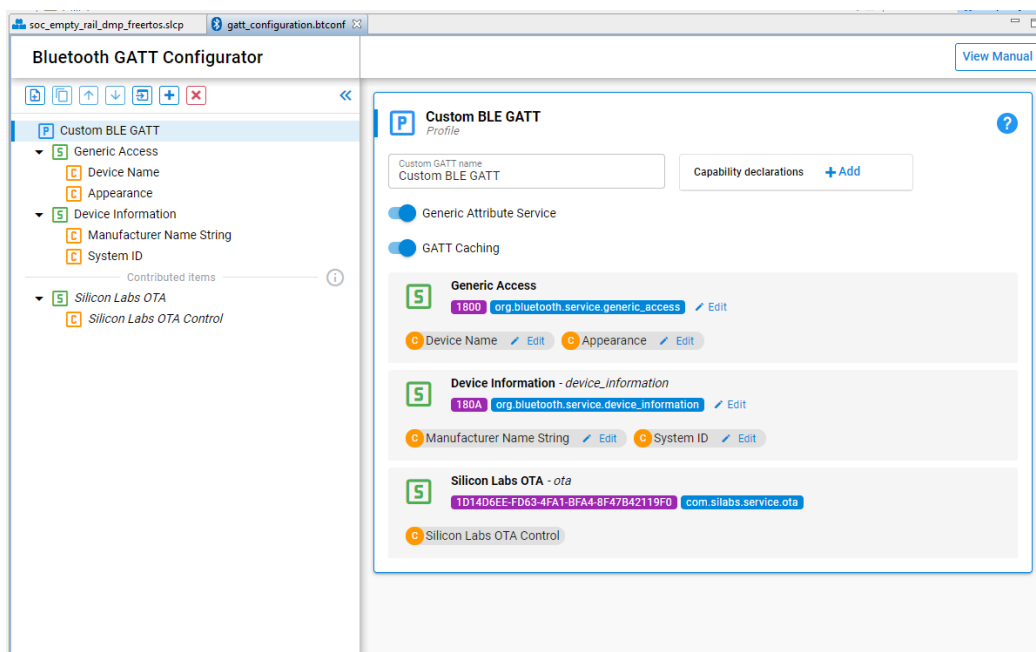 soc_empty_rail_dmp_freertos.slcp
gatt_configuration.btconf
Bluetooth GATT Configurator
View Manual
P Custom BLE GATT
S Generic Access
C Device Name
C Appearance
S Device Information
C Manufacturer Name String
C System ID
Contributed items
S Silicon Labs OTA
C Silicon Labs OTA Control
P Custom BLE GATT
Profile
?
Custom GATT name
Custom BLE GATT
Capability declarations + Add
Generic Attribute Service
GATT Caching
S Generic Access
1800 org.bluetooth.service.generic_access Edit
C Device Name Edit C Appearance Edit
S Device Information - device_information
180A org.bluetooth.service.device_information Edit
C Manufacturer Name String Edit C System ID Edit
S Silicon Labs OTA - ota
1D14D6EE-FD63-4FA1-BFA4-8F47B42119F0 com.silabs.service.ota
C Silicon Labs OTA Control